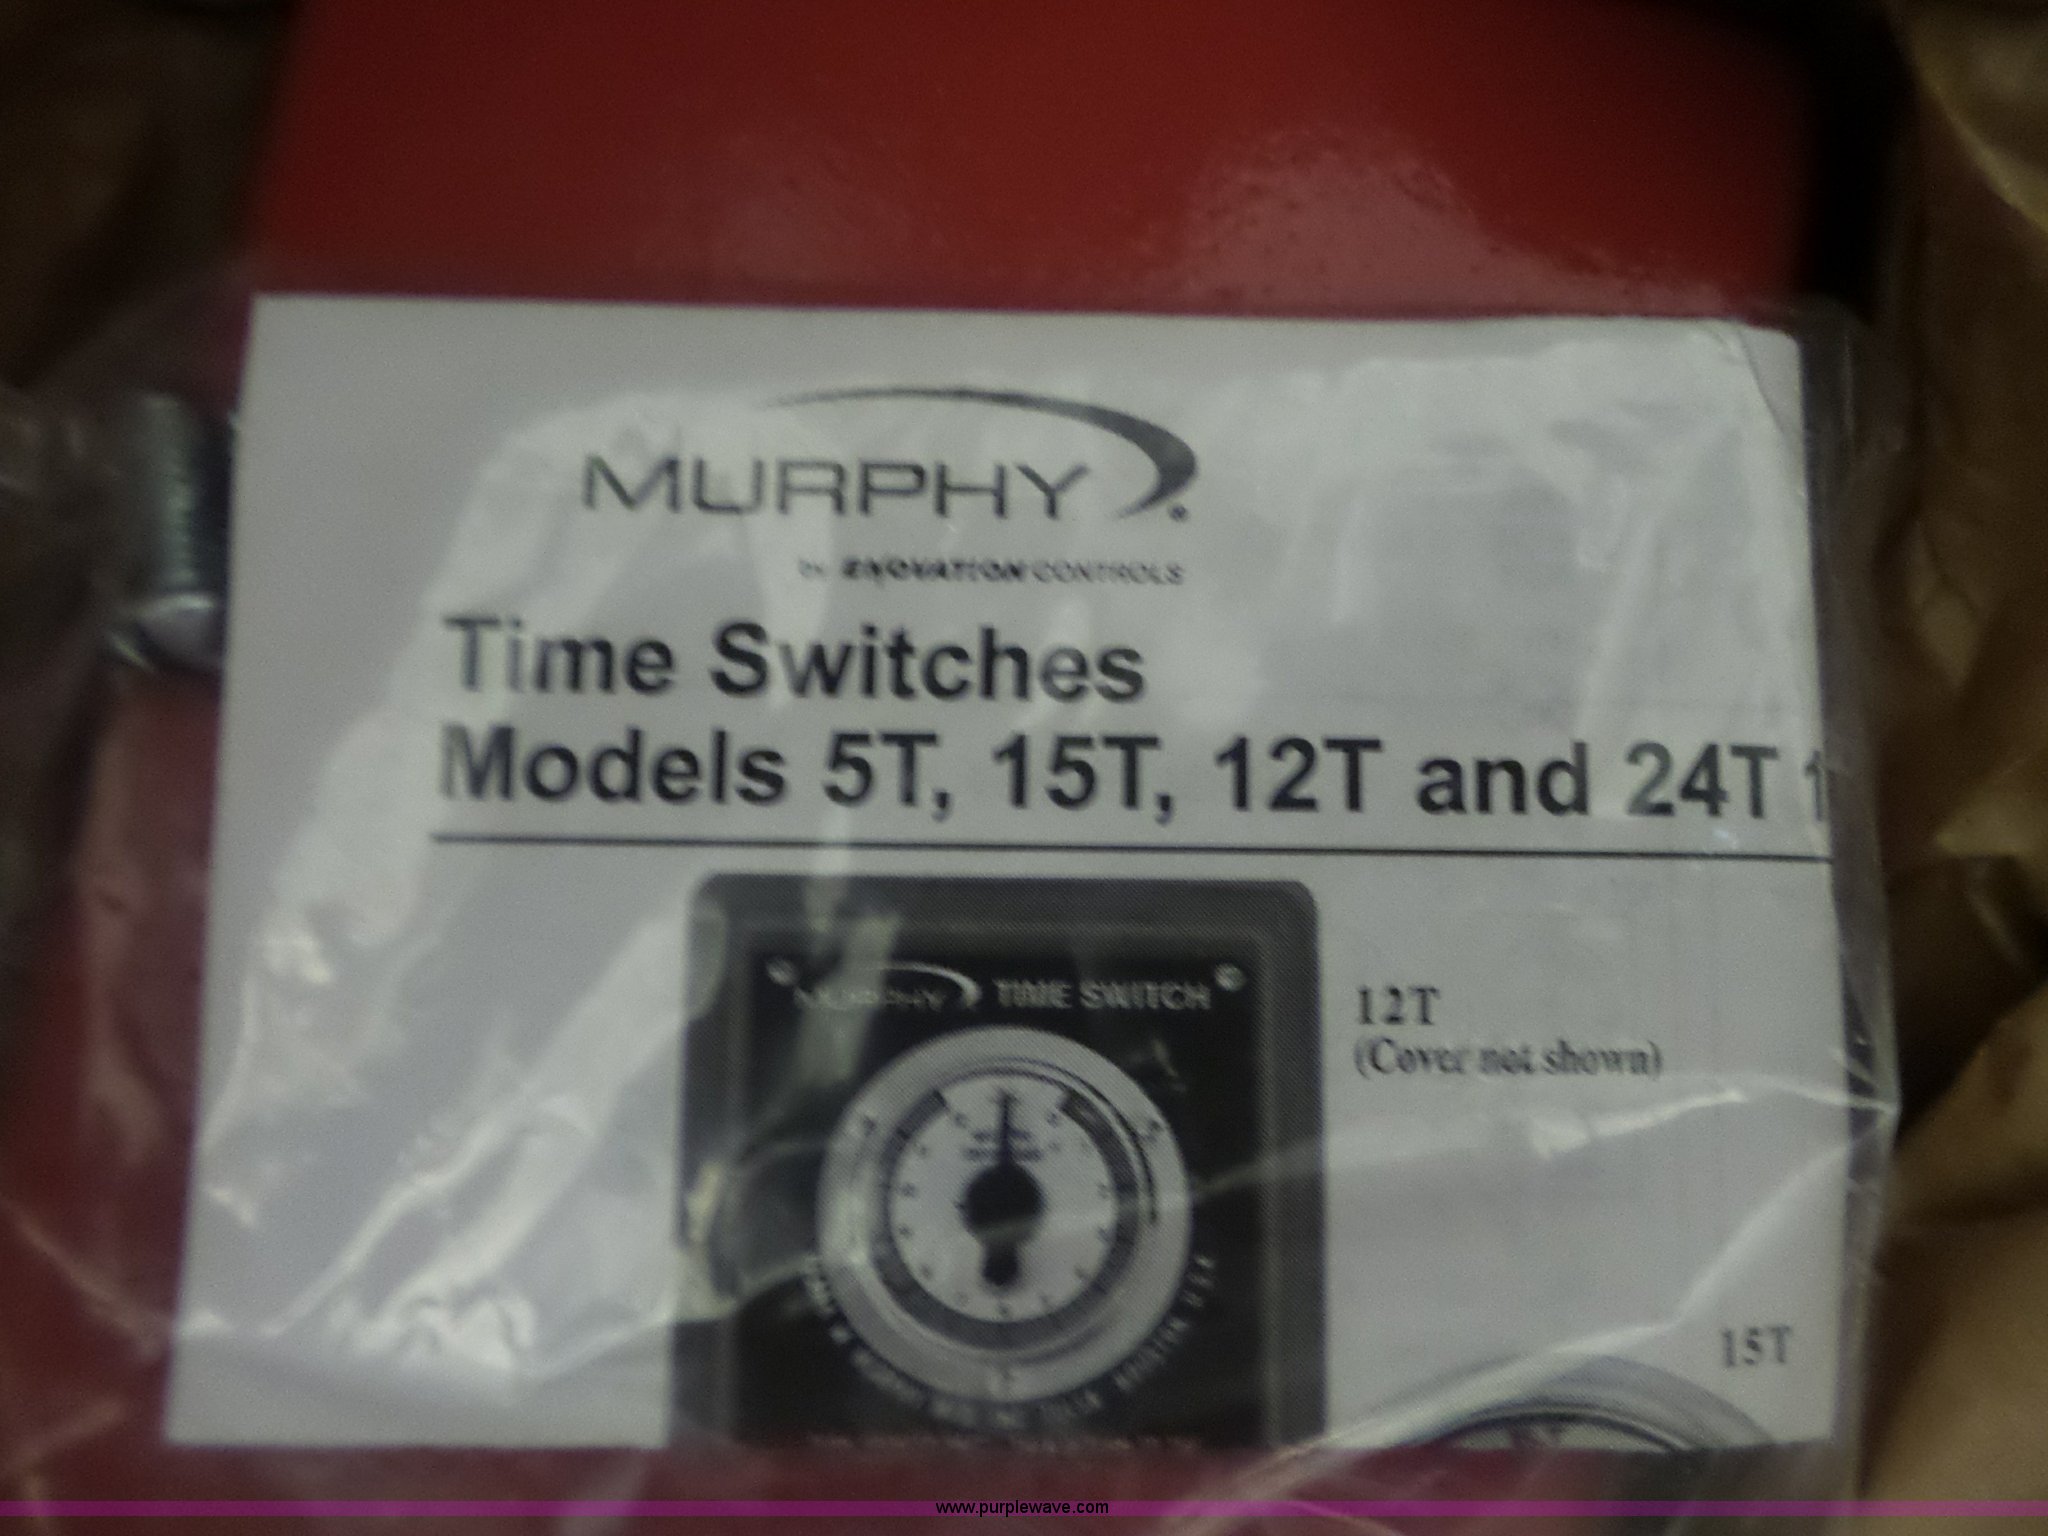 MURPHY
by ENOVATION CONTROLS
Time Switches
Models 5T, 15T, 12T and 24T
MURPHY TIME SWITCH
12T
(Cover not shown)
15T
www.purplewave.com